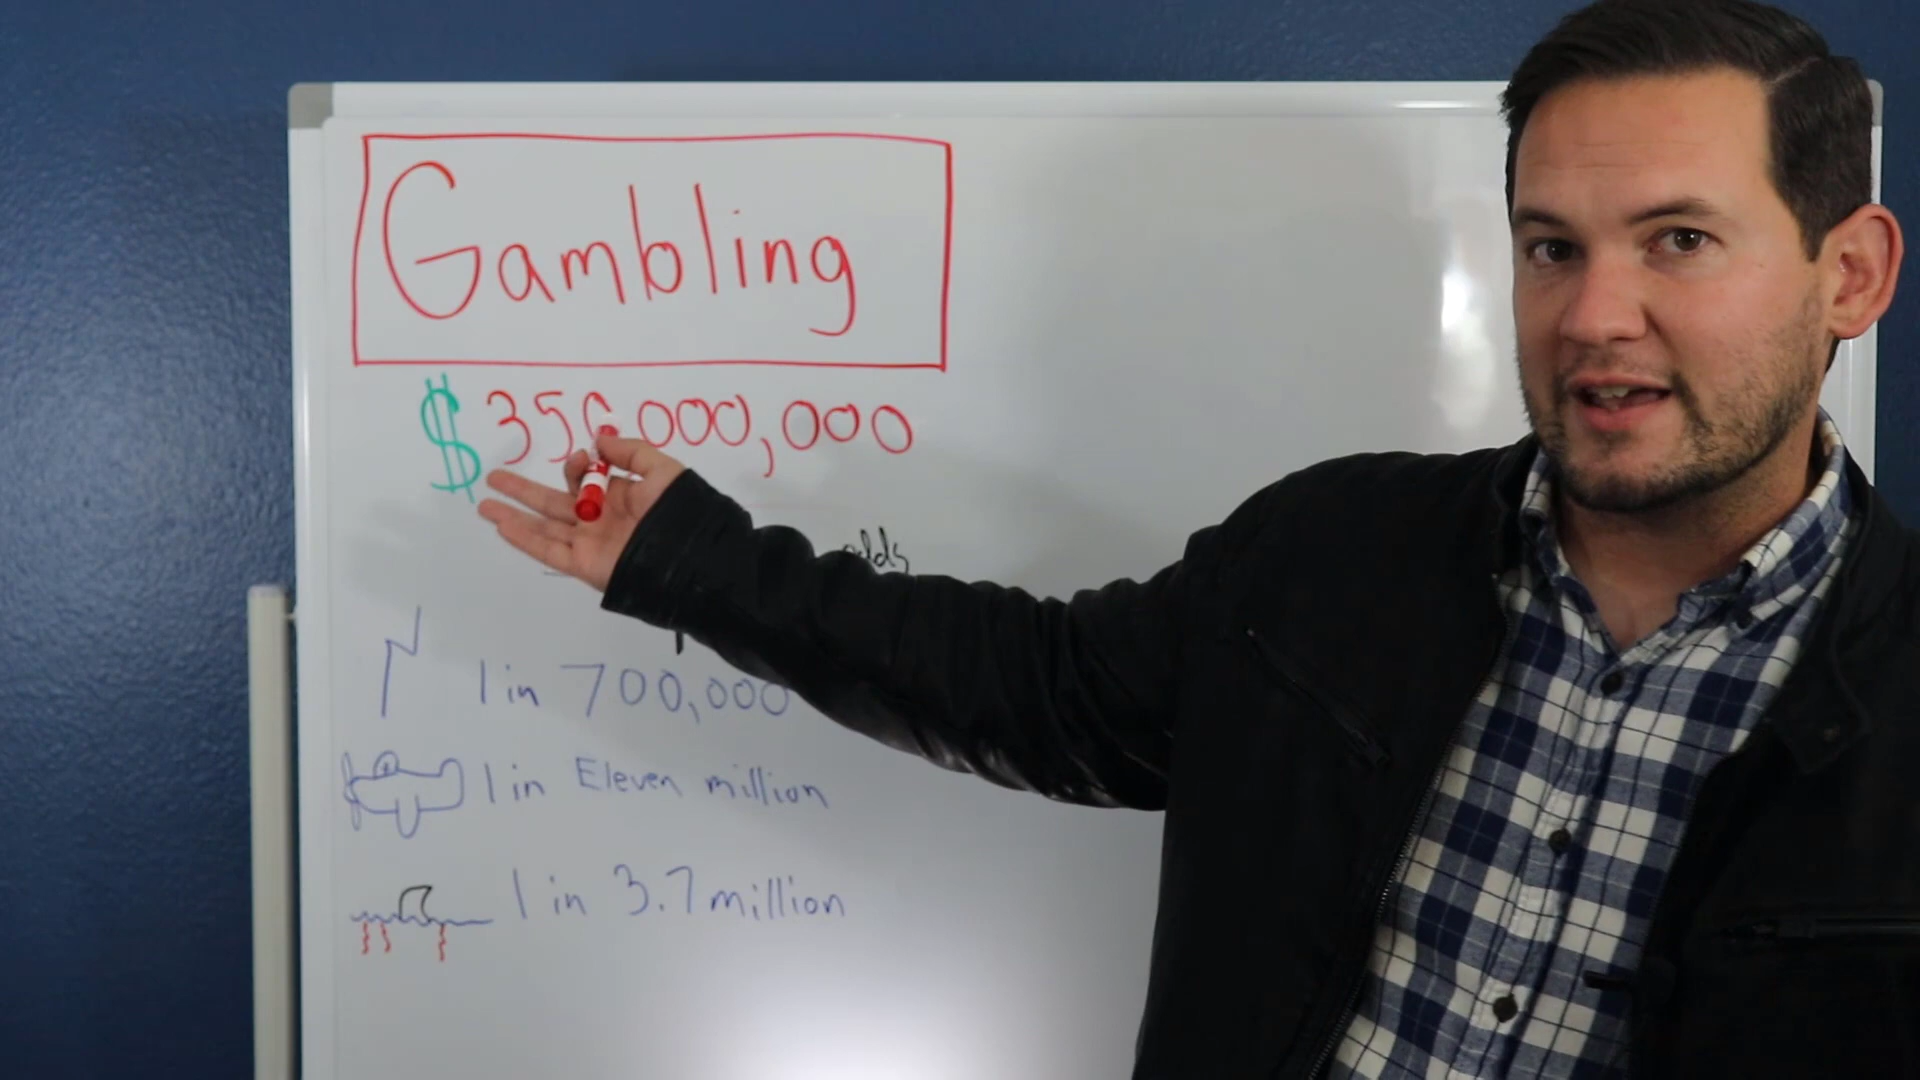 Gambling
$350,000,000
odds
1 in 700,000
1 in Eleven million
1 in 3.7 million